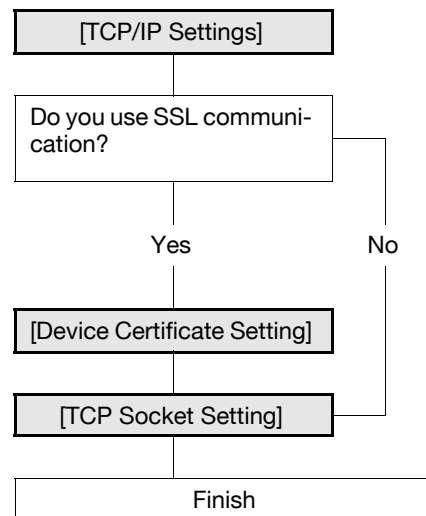 [TCP/IP Settings]
Do you use SSL communi-
cation?
Yes
No
[Device Certificate Setting]
[TCP Socket Setting]
Finish